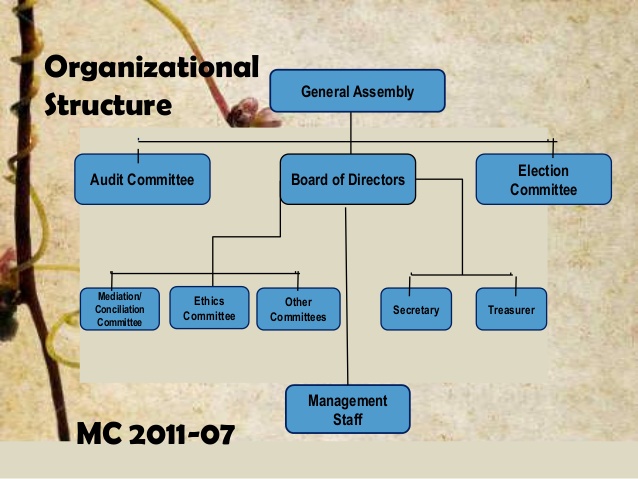 Organizational
Structure
General Assembly
Audit Committee
Board of Directors
Election
Committee
Mediation/
Conciliation
Committee
Ethics
Committee
Other
Committees
Secretary
Treasurer
Management
Staff
MC 2011-07